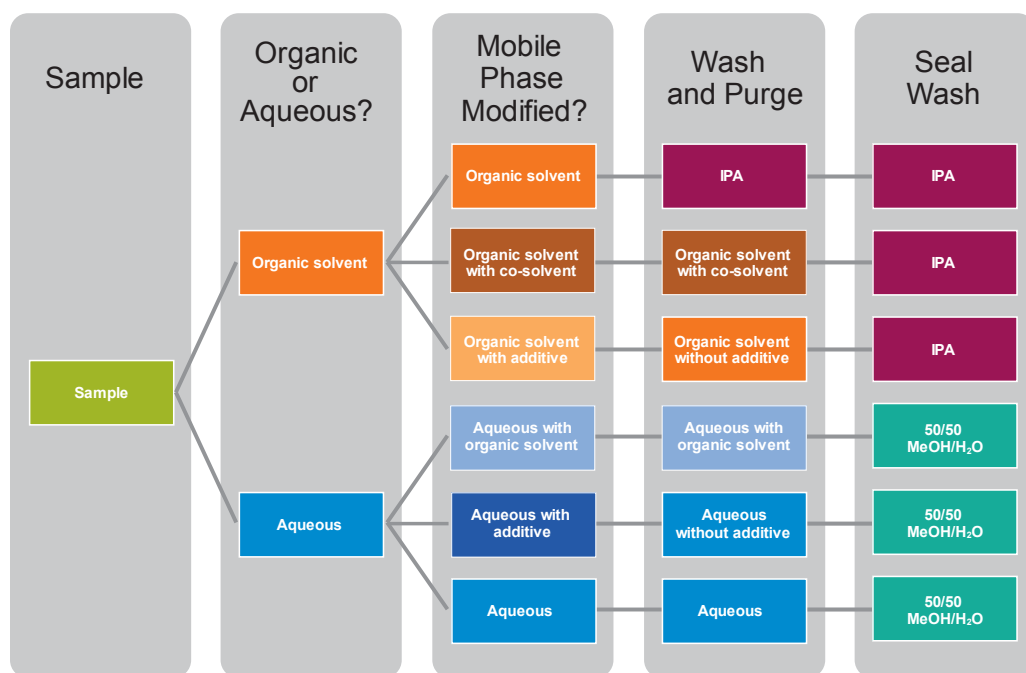 Sample
Organic
or
Aqueous?
Mobile
Phase
Modified?
Wash
and Purge
Seal
Wash
Sample
Organic solvent
Aqueous
Organic solvent
IPA
IPA
Organic solvent
with co-solvent
Organic solvent
with co-solvent
IPA
Organic solvent
with additive
Organic solvent
without additive
IPA
Aqueous with
organic solvent
Aqueous with
organic solvent
50/50
MeOH/H₂O
Aqueous with
additive
Aqueous
without additive
50/50
MeOH/H₂O
Aqueous
Aqueous
50/50
MeOH/H₂O